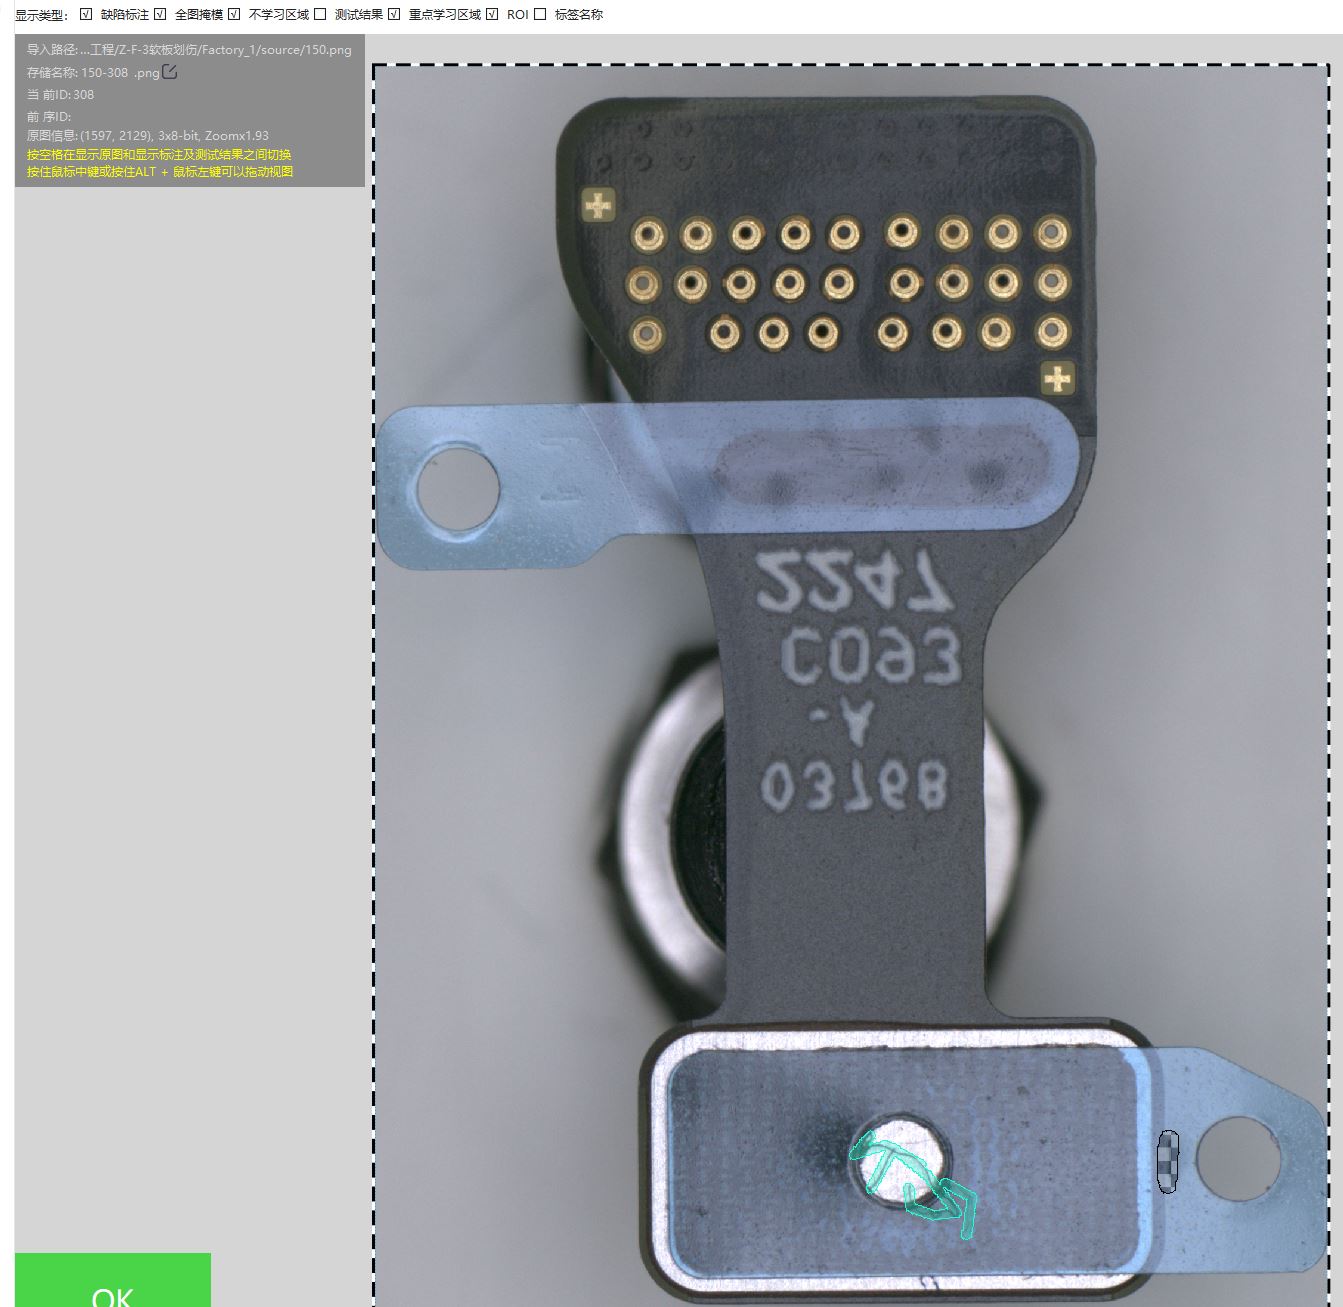 显示类型: 缺陷标注 全图掩模 不学习区域 测试结果 重点学习区域 ROI 标签名称
导入路径: ...工程/Z-F-3软板划伤/Factory_1/source/150.png
存储名称: 150-308 .png
当 前ID: 308
前 序ID:
原图信息: (1597, 2129), 3x8-bit, Zoomx1.93
按空格在显示原图和显示标注及测试结果之间切换
按住鼠标中键或按住ALT + 鼠标左键可以拖动视图
2247
C093
-A
03768
OK